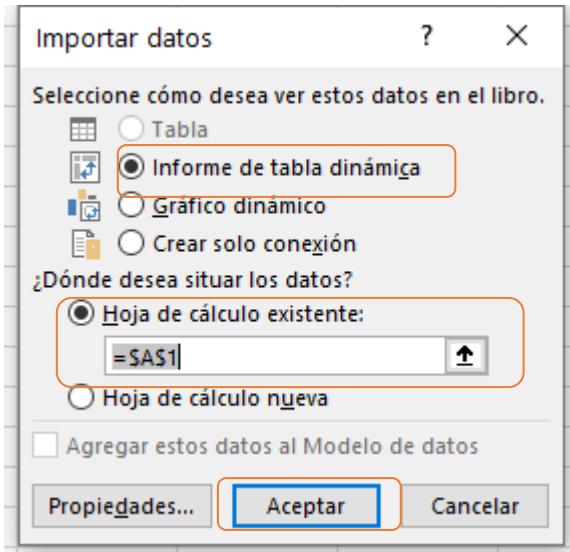 Importar datos ? ×
Seleccione cómo desea ver estos datos en el libro.
Tabla
Informe de tabla dinámica
Gráfico dinámico
Crear solo conexión
¿Dónde desea situar los datos?
Hoja de cálculo existente:
=$A$1
Hoja de cálculo nueva
Agregar estos datos al Modelo de datos
Propiedades... Aceptar Cancelar